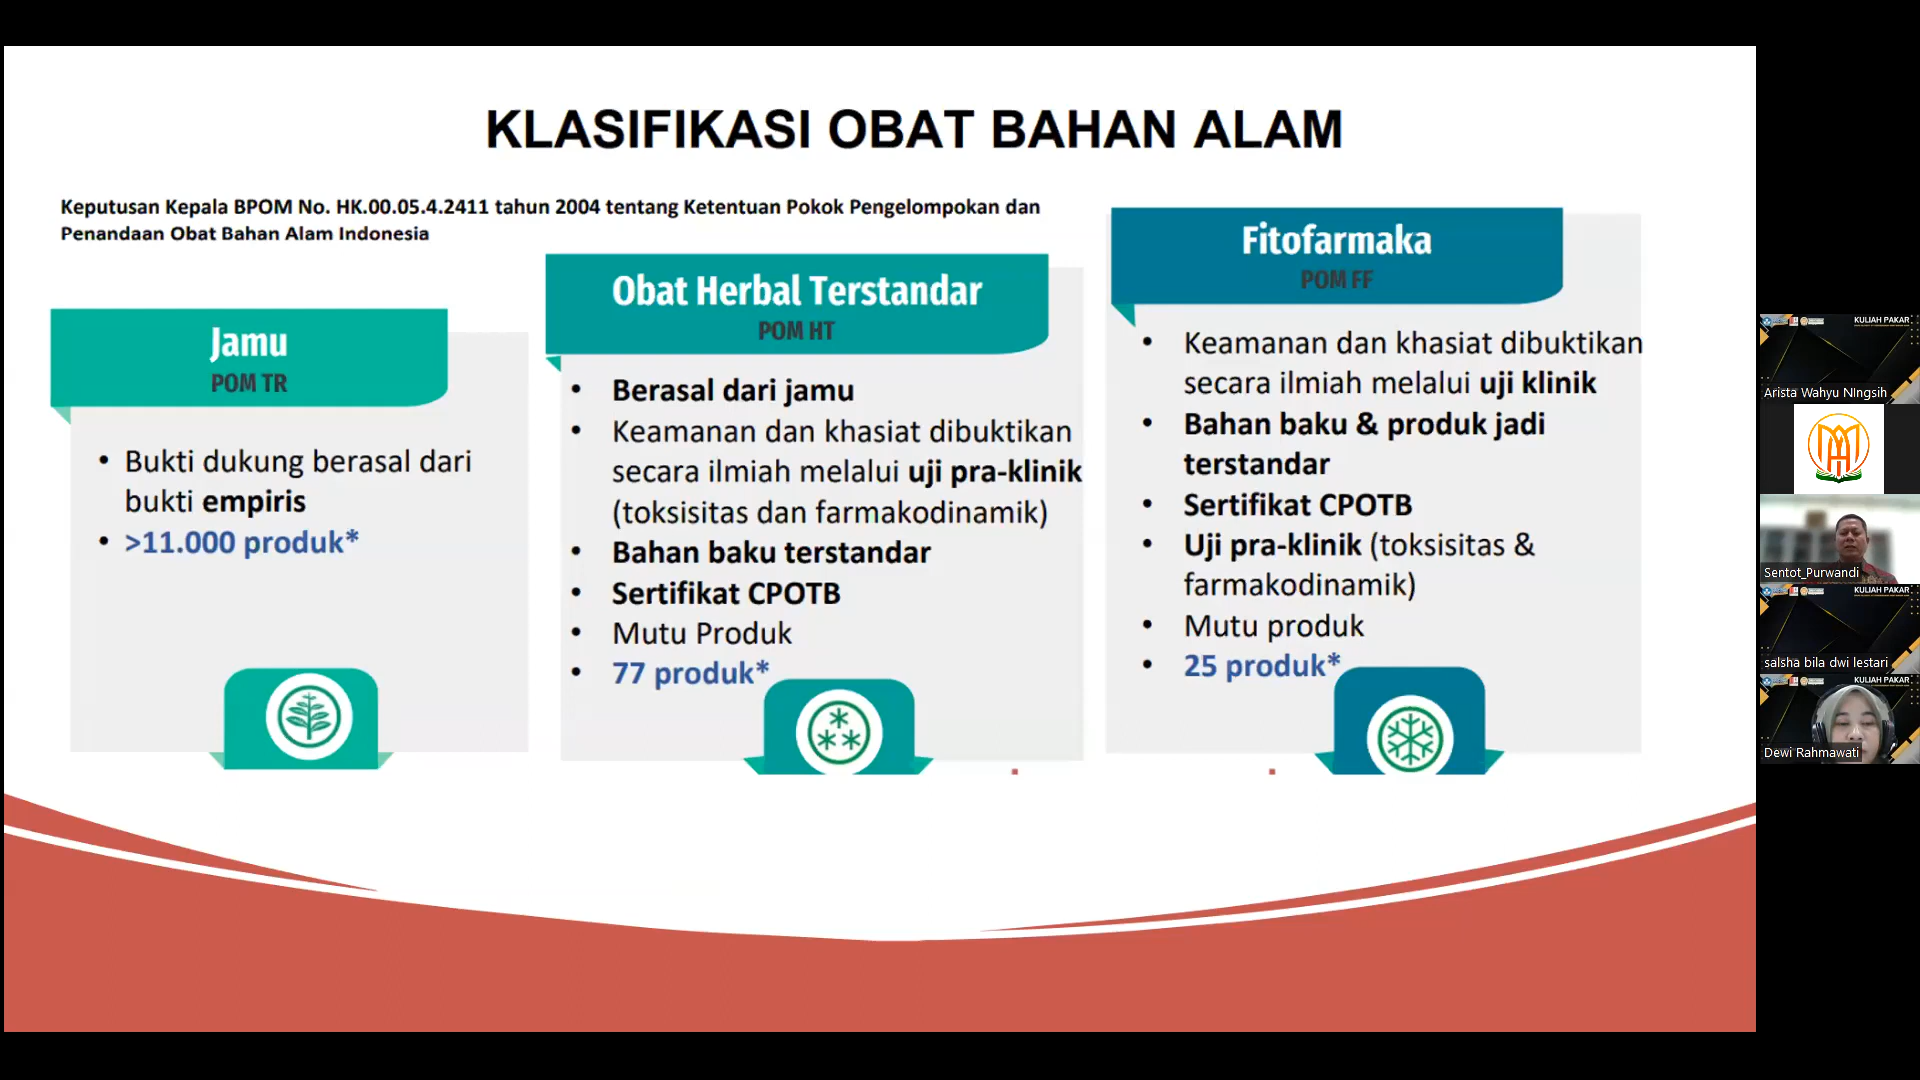 KLASIFIKASI OBAT BAHAN ALAM
Keputusan Kepala BPOM No. HK.00.05.4.2411 tahun 2004 tentang Ketentuan Pokok Pengelompokan dan
Penandaan Obat Bahan Alam Indonesia
Jamu
POM TR
• Bukti dukung berasal dari
bukti empiris
• >11.000 produk*
Obat Herbal Terstandar
POM HT
• Berasal dari jamu
• Keamanan dan khasiat dibuktikan
secara ilmiah melalui uji pra-klinik
(toksisitas dan farmakodinamik)
• Bahan baku terstandar
• Sertifikat CPOTB
• Mutu Produk
• 77 produk*
Fitofarmaka
POM FF
• Keamanan dan khasiat dibuktikan
secara ilmiah melalui uji klinik
• Bahan baku & produk jadi
terstandar
• Sertifikat CPOTB
• Uji pra-klinik (toksisitas &
farmakodinamik)
• Mutu produk
• 25 produk*
KULIAH PAKAR
Arista Wahyu NIngsih
Sentot_Purwandi
KULIAH PAKAR
salsha bila dwi lestari
KULIAH PAKAR
Dewi Rahmawati